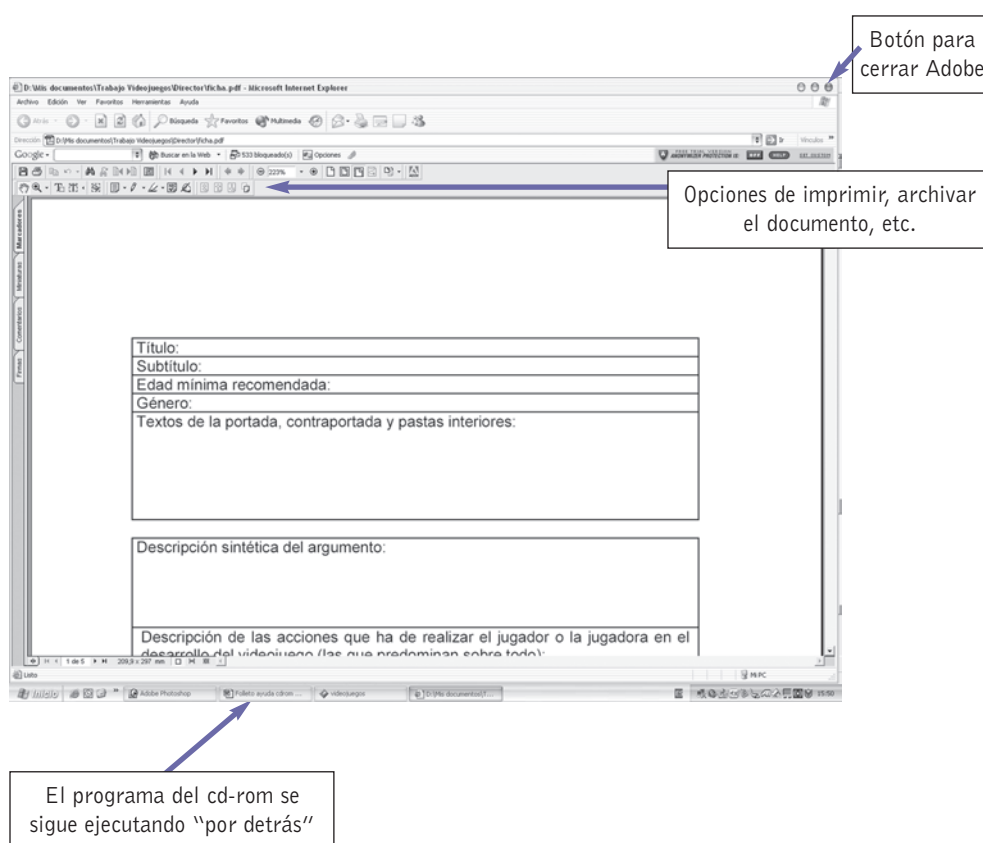 Botón para
cerrar Adobe
D:\Mis documentos\Trabajo Videojuegos\Director\ficha.pdf - Microsoft Internet Explorer
Archivo Edición Ver Favoritos Herramientas Ayuda
Atrás Búsqueda Favoritos Multimedia
Dirección D:\Mis documentos\Trabajo Videojuegos\Director\ficha.pdf Vínculos
Google Buscar en la Web 533 bloqueado(s) Opciones
223%
Opciones de imprimir, archivar
el documento, etc.
Marcadores
Miniaturas
Comentarios
Firmas
Título:
Subtítulo:
Edad mínima recomendada:
Género:
Textos de la portada, contraportada y pastas interiores:
Descripción sintética del argumento:
Descripción de las acciones que ha de realizar el jugador o la jugadora en el
desarrollo del videojuego (las que predominan sobre todo):
1 de 5 209,9 x 297 mm
Listo Mi PC
Inicio Adobe Photoshop Folleto ayuda cdrom ... videojuegos D:\Mis documentos\T... 15:50
El programa del cd-rom se
sigue ejecutando “por detrás”